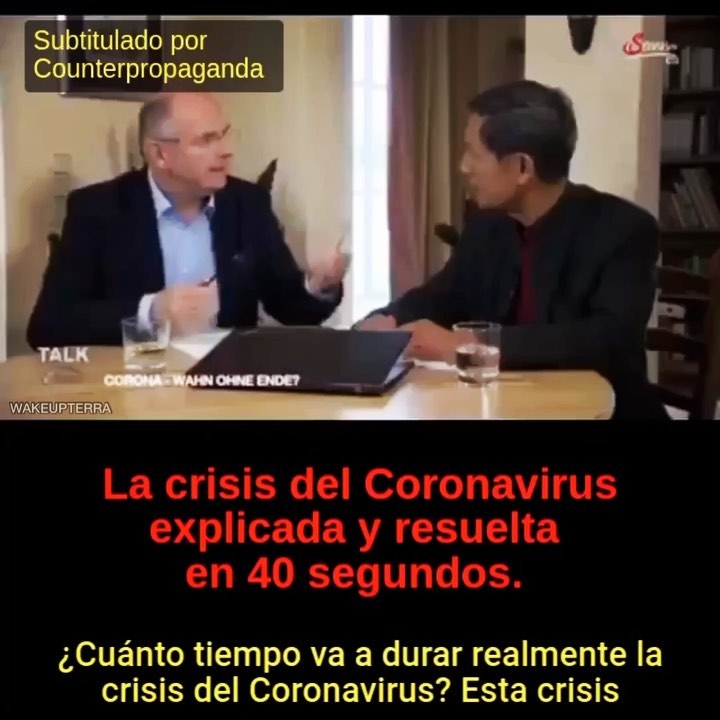 Subtitulado por
Counterpropaganda
TALK
CORONA - WAHN OHNE ENDE?
WAKEUPTERRA
La crisis del Coronavirus
explicada y resuelta
en 40 segundos.
¿Cuánto tiempo va a durar realmente la
crisis del Coronavirus? Esta crisis